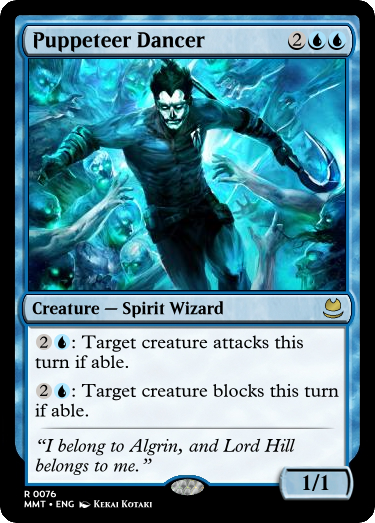 Puppeteer Dancer 2
Creature — Spirit Wizard
2 : Target creature attacks this
turn if able.
2 : Target creature blocks this turn
if able.
“I belong to Algrin, and Lord Hill
belongs to me.”
1/1
R 0076
MMT • ENG Kekai Kotaki